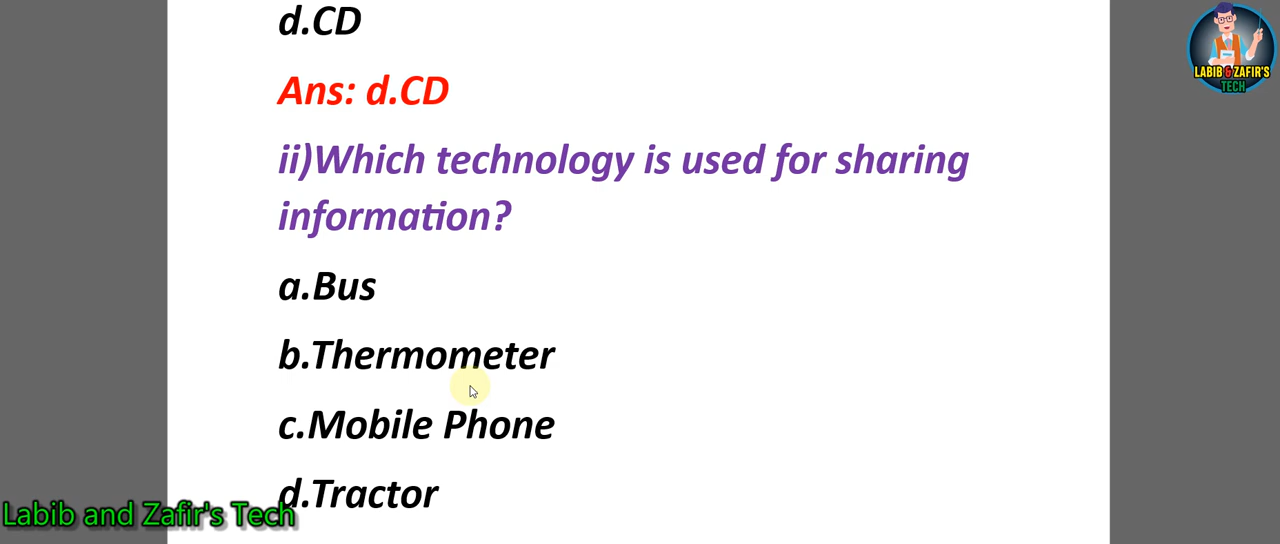 d.CD
Ans: d.CD
ii)Which technology is used for sharing
information?
a.Bus
b.Thermometer
c.Mobile Phone
d.Tractor
Labib and Zafir's Tech
LABIB & ZAFIR'S
TECH